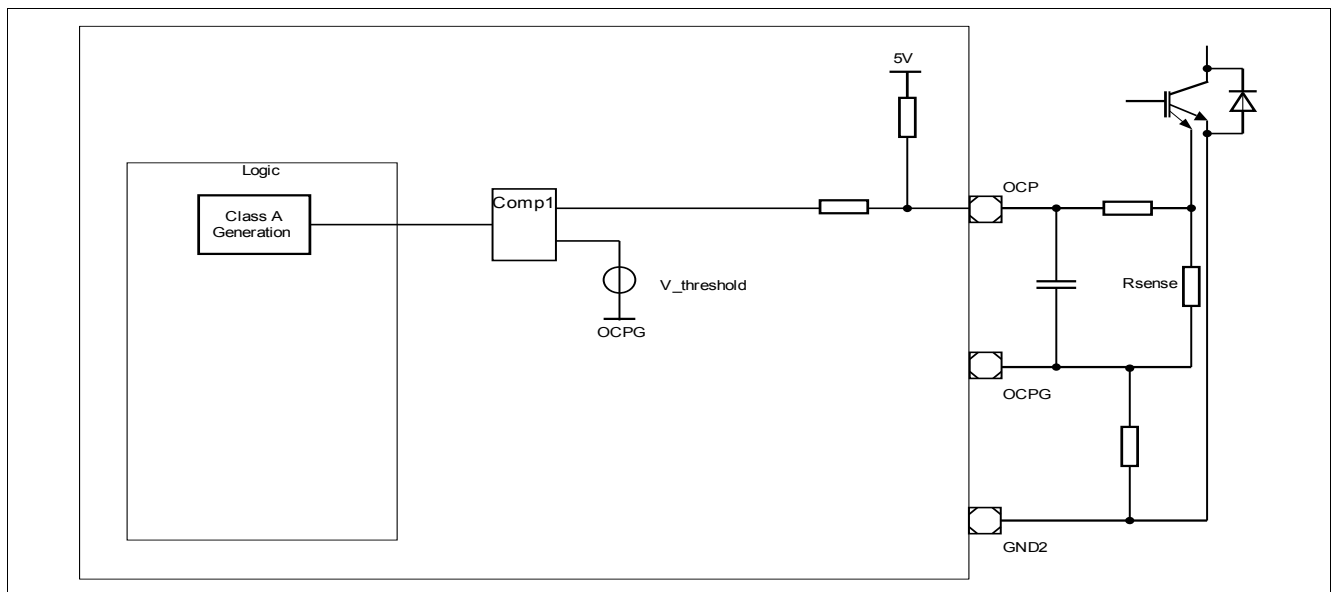 5V
Logic
Class A
Generation
Comp1
OCP
V_threshold
Rsense
OCPG
OCPG
GND2